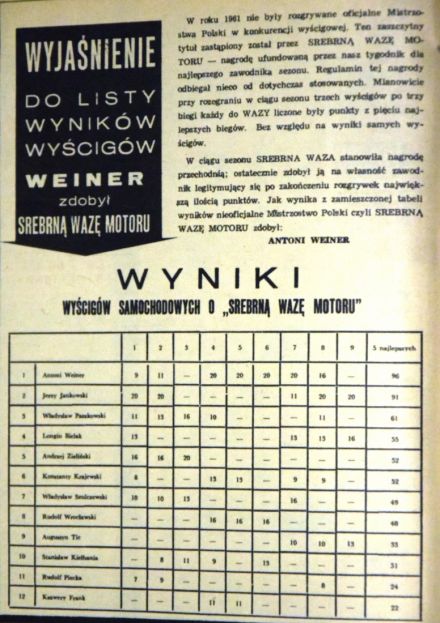 WYJAŚNIENIE
DO LISTY
WYNIKÓW
WYŚCIGÓW
WEINER
zdobył
SREBRNĄ WAZĘ MOTORU
W roku 1961 nie były rozgrywane oficjalne Mistrzo-
stwa Polski w konkurencji wyścigowej. Ten zaszczytny
tytuł zastąpiony został przez SREBRNĄ WAZĘ MO-
TORU — nagrodę ufundowaną przez nasz tygodnik dla
najlepszego zawodnika sezonu. Regulamin tej nagrody
odbiegał nieco od dotychczas stosowanych. Mianowicie
przy rozegraniu w ciągu sezonu trzech wyścigów po trzy
biegi każdy do WAZY liczone były punkty z pięciu naj-
lepszych biegów. Bez względu na wyniki samych wy-
ścigów.
W ciągu sezonu SREBRNA WAZA stanowiła nagrodę
przechodnią; ostatecznie zdobył ją na własność zawod-
nik legitymujący się po zakończeniu rozgrywek najwięk-
szą ilością punktów. Jak wynika z zamieszczonej tabeli
wyników nieoficjalne Mistrzostwo Polski czyli SREBRNĄ
WAZĘ MOTORU zdobył:
ANTONI WEINER
WYNIKI
WYŚCIGÓW SAMOCHODOWYCH O „SREBRNĄ WAZĘ MOTORU"
1 2 3 4 5 6 7 8 9 5 najlepszych
1 Antoni Weiner 9 11 — 20 20 20 20 16 — 96
2 Jerzy Jankowski 20 20 — — — — 11 20 20 91
3 Władysław Paszkowski 11 13 16 10 — — — 11 — 61
4 Longin Bielak 13 — — — — — 13 13 16 55
5 Andrzej Zieliński 16 16 20 — — — — — — 52
6 Konstanty Krajewski 8 — — 13 13 — 9 9 — 52
7 Władysław 10 10 13 — — — 16 — — 49
8 Rudolf Wrocławski — — — 16 16 16 — — — 48
9 Augustyn Tic — — — — — — 10 10 13 33
10 Stanisław — 8 11 9 — 13 — — —
11 Rudolf Piecka 7 9 — — — — — 8 — 24
12 Ksawery Frank — — — 11 11 — — — — 22